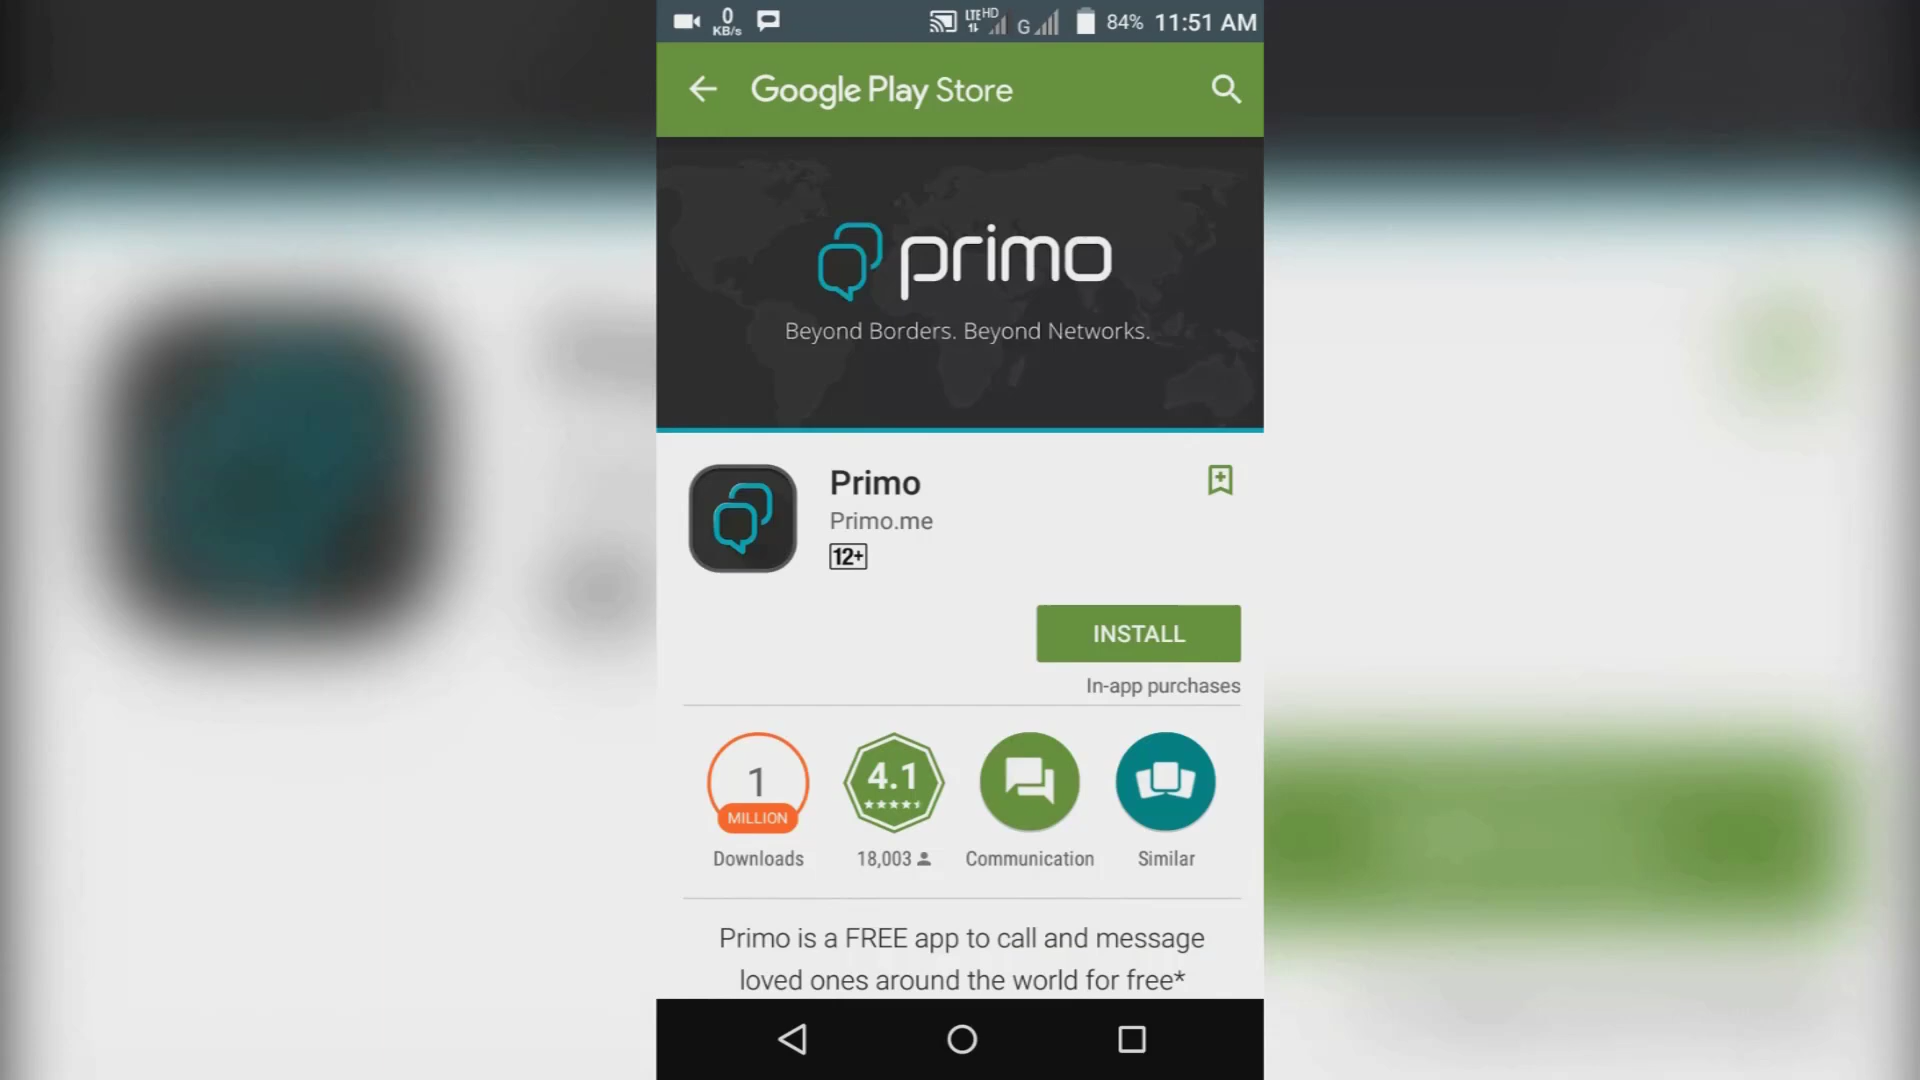 0
KB/s
LTE HD
G
84% 11:51 AM
Google Play Store
primo
Beyond Borders. Beyond Networks.
Primo
Primo.me
12+
INSTALL
In-app purchases
1
MILLION
4.1
Downloads
18,003
Communication
Similar
Primo is a FREE app to call and message
loved ones around the world for free*